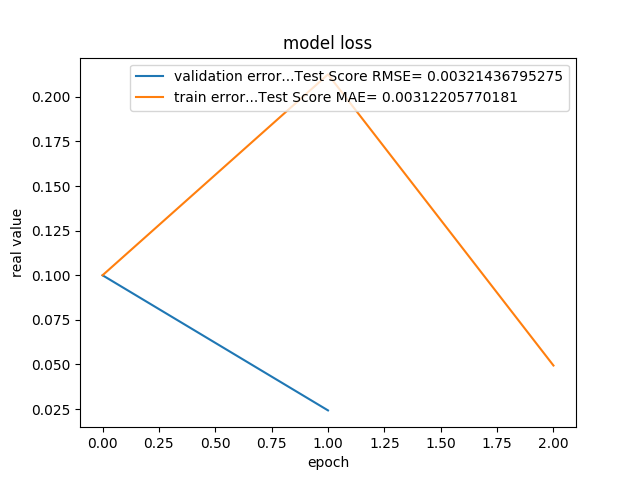 model loss
validation error...Test Score RMSE= 0.00321436795275
train error...Test Score MAE= 0.00312205770181
0.200
0.175
0.150
0.125
0.100
0.075
0.050
0.025
real value
0.00 0.25 0.50 0.75 1.00 1.25 1.50 1.75 2.00
epoch